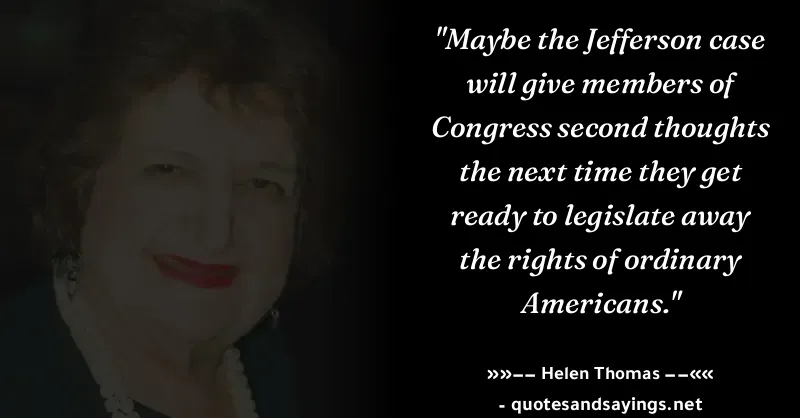 "Maybe the Jefferson case
will give members of
Congress second thoughts
the next time they get
ready to legislate away
the rights of ordinary
Americans."
»»–– Helen Thomas ––««
- quotesandsayings.net